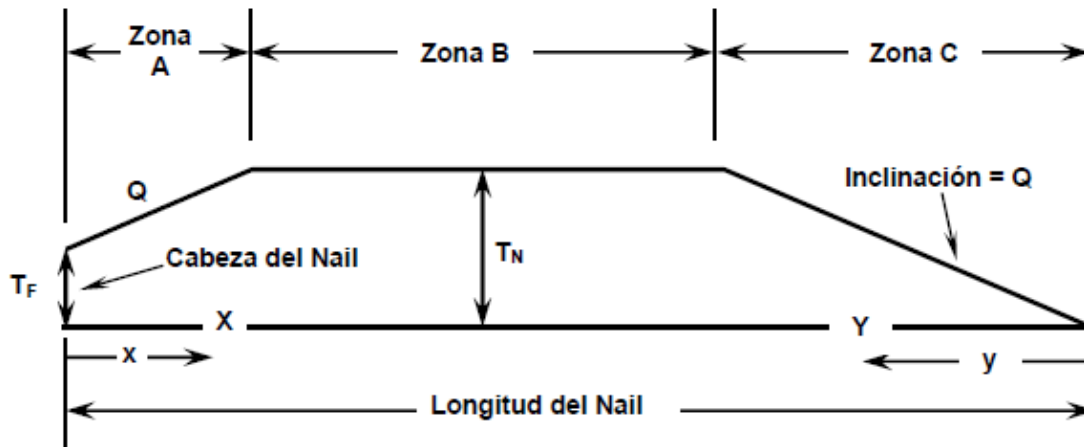 Zona
A
Zona B
Zona C
Q
Inclinación = Q
Cabeza del Nail
TN
TF
X
Y
x
y
Longitud del Nail